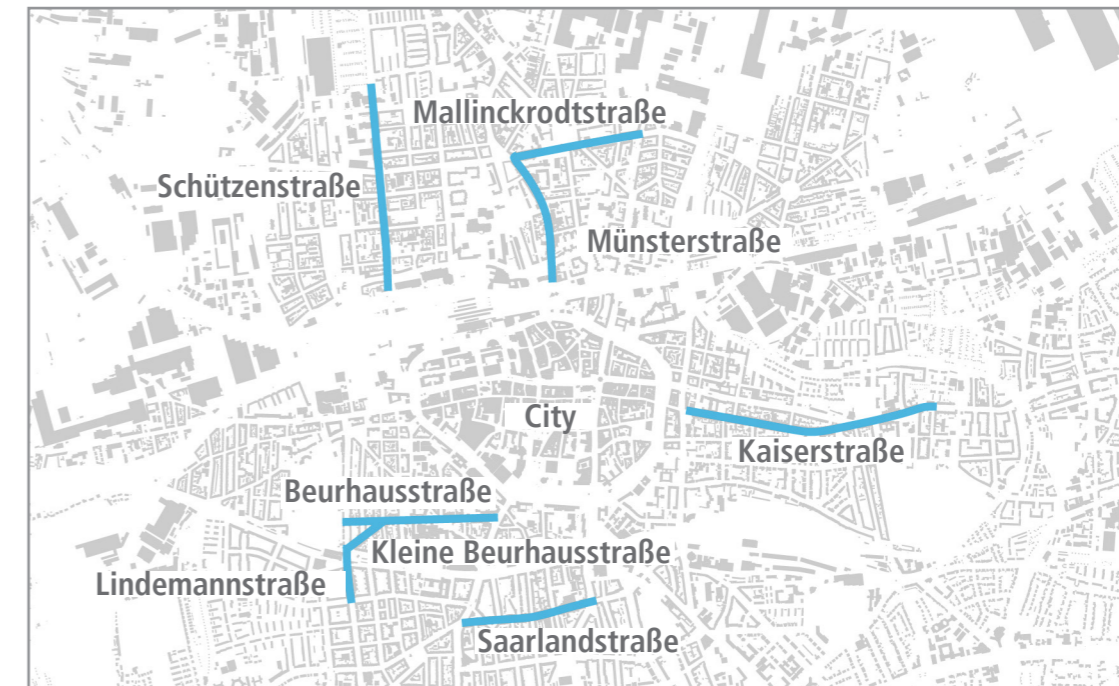 Mallinckrodtstraße
Schützenstraße
Münsterstraße
City
Kaiserstraße
Beurhausstraße
Kleine Beurhausstraße
Lindemannstraße
Saarlandstraße